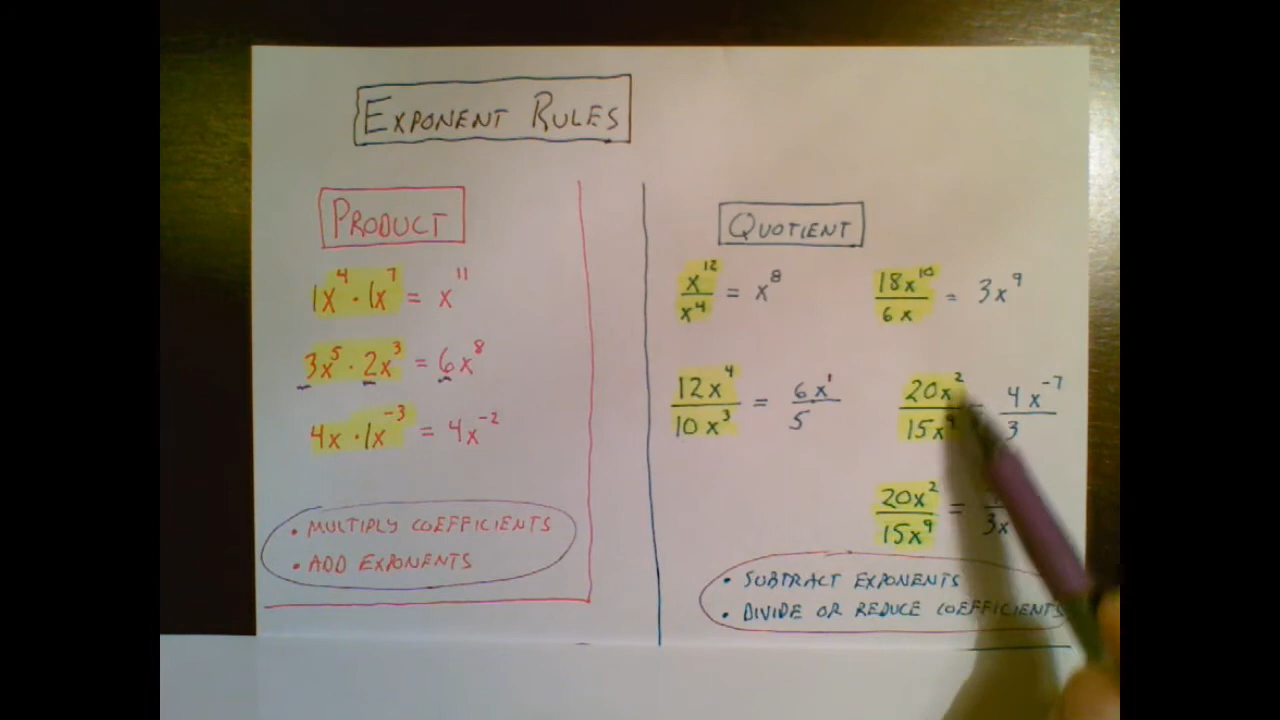 EXPONENT RULES
PRODUCT
1x⁴ · 1x⁷ = x¹¹
3x⁵ · 2x³ = 6x⁸
4x · 1x⁻³ = 4x⁻²
• MULTIPLY COEFFICIENTS
• ADD EXPONENTS
QUOTIENT
x¹²/x⁴ = x⁸
18x¹⁰/6x = 3x⁹
12x⁴/10x³ = 6x¹/5
20x²/15x⁹ = 4x⁻⁷/3
20x²/15x⁹ = /3x
• SUBTRACT EXPONENTS
• DIVIDE OR REDUCE COEFFICIENTS